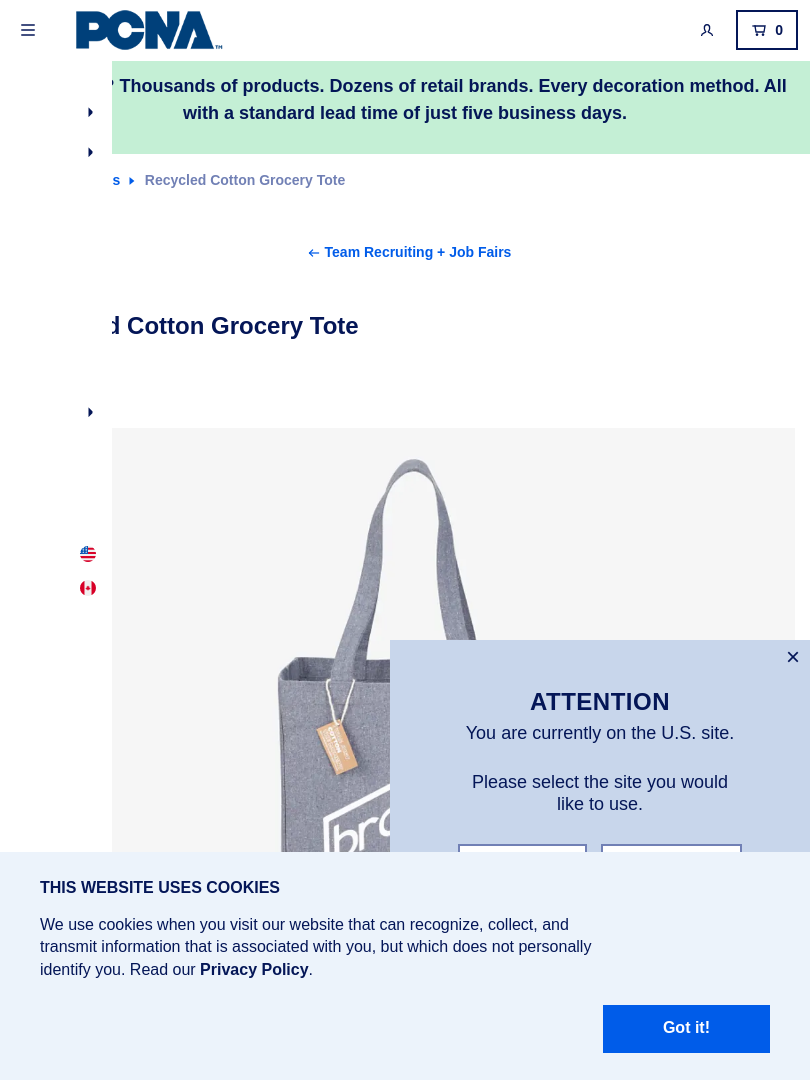 PCNA™
0
? Thousands of products. Dozens of retail brands. Every decoration method. All
with a standard lead time of just five business days.
s Recycled Cotton Grocery Tote
← Team Recruiting + Job Fairs
d Cotton Grocery Tote
COTTON
ATTENTION
You are currently on the U.S. site.
Please select the site you would
like to use.
THIS WEBSITE USES COOKIES
We use cookies when you visit our website that can recognize, collect, and
transmit information that is associated with you, but which does not personally
identify you. Read our Privacy Policy.
Got it!